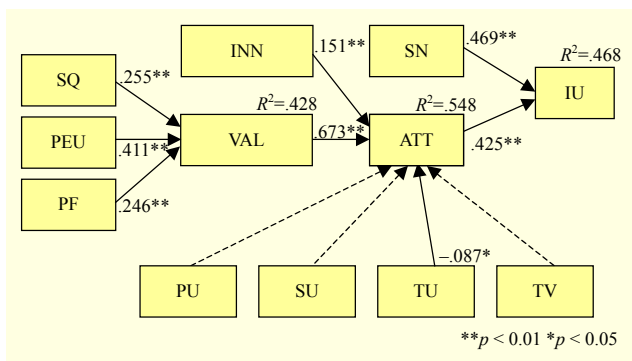 INN
.151**
SN
.469**
R²=.468
IU
SQ
.255**
R²=.428
R²=.548
PEU
.411**
VAL
.673**
ATT
.425**
PF
.246**
–.087*
PU
SU
TU
TV
**p < 0.01 *p < 0.05